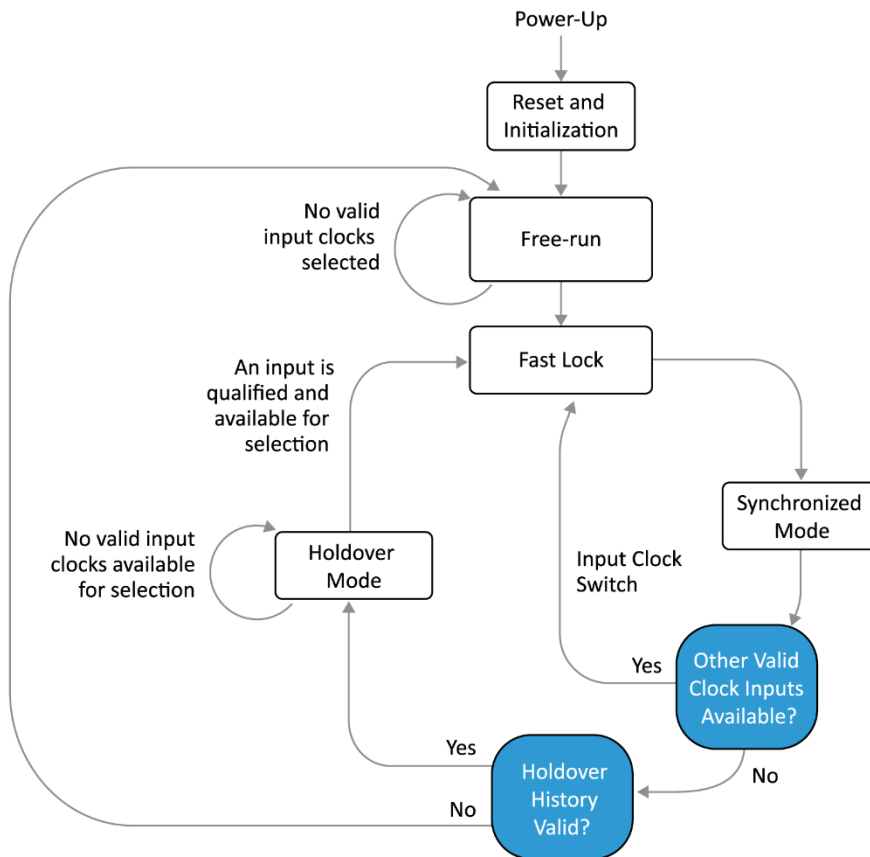 Power-Up
Reset and
Initialization
No valid
input clocks
selected
Free-run
Fast Lock
An input is
qualified and
available for
selection
Synchronized
Mode
No valid input
clocks available
for selection
Holdover
Mode
Input Clock
Switch
Yes
Other Valid
Clock Inputs
Available?
Yes
No
Holdover
History
Valid?
No